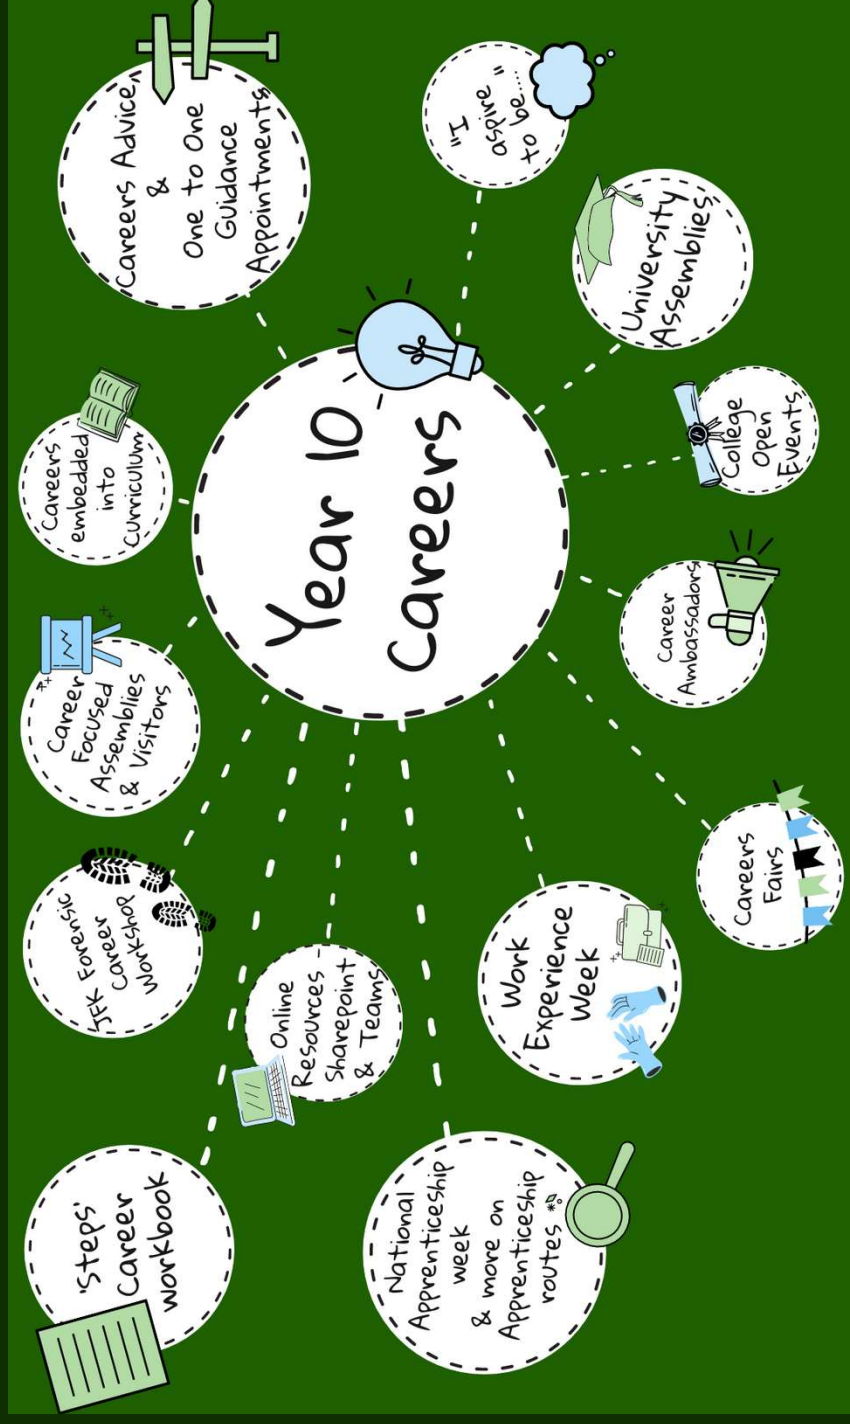 'Steps'
Career
workbook
JFK Forensic
Career
Workshop
Career
Focused
Assemblies
& Visitors
Careers
embedded
into
curriculum
Careers Advice,
&
One to One
Guidance
Appointments
Online
Resources -
Sharepoint
& Teams
Year 10
Careers
National
Apprenticeship
week
& more on
Apprenticeship
routes
Work
Experience
Week
"I
aspire
to be...."
University
Assemblies
Careers
Fairs
Career
Ambassadors
College
Open
Events